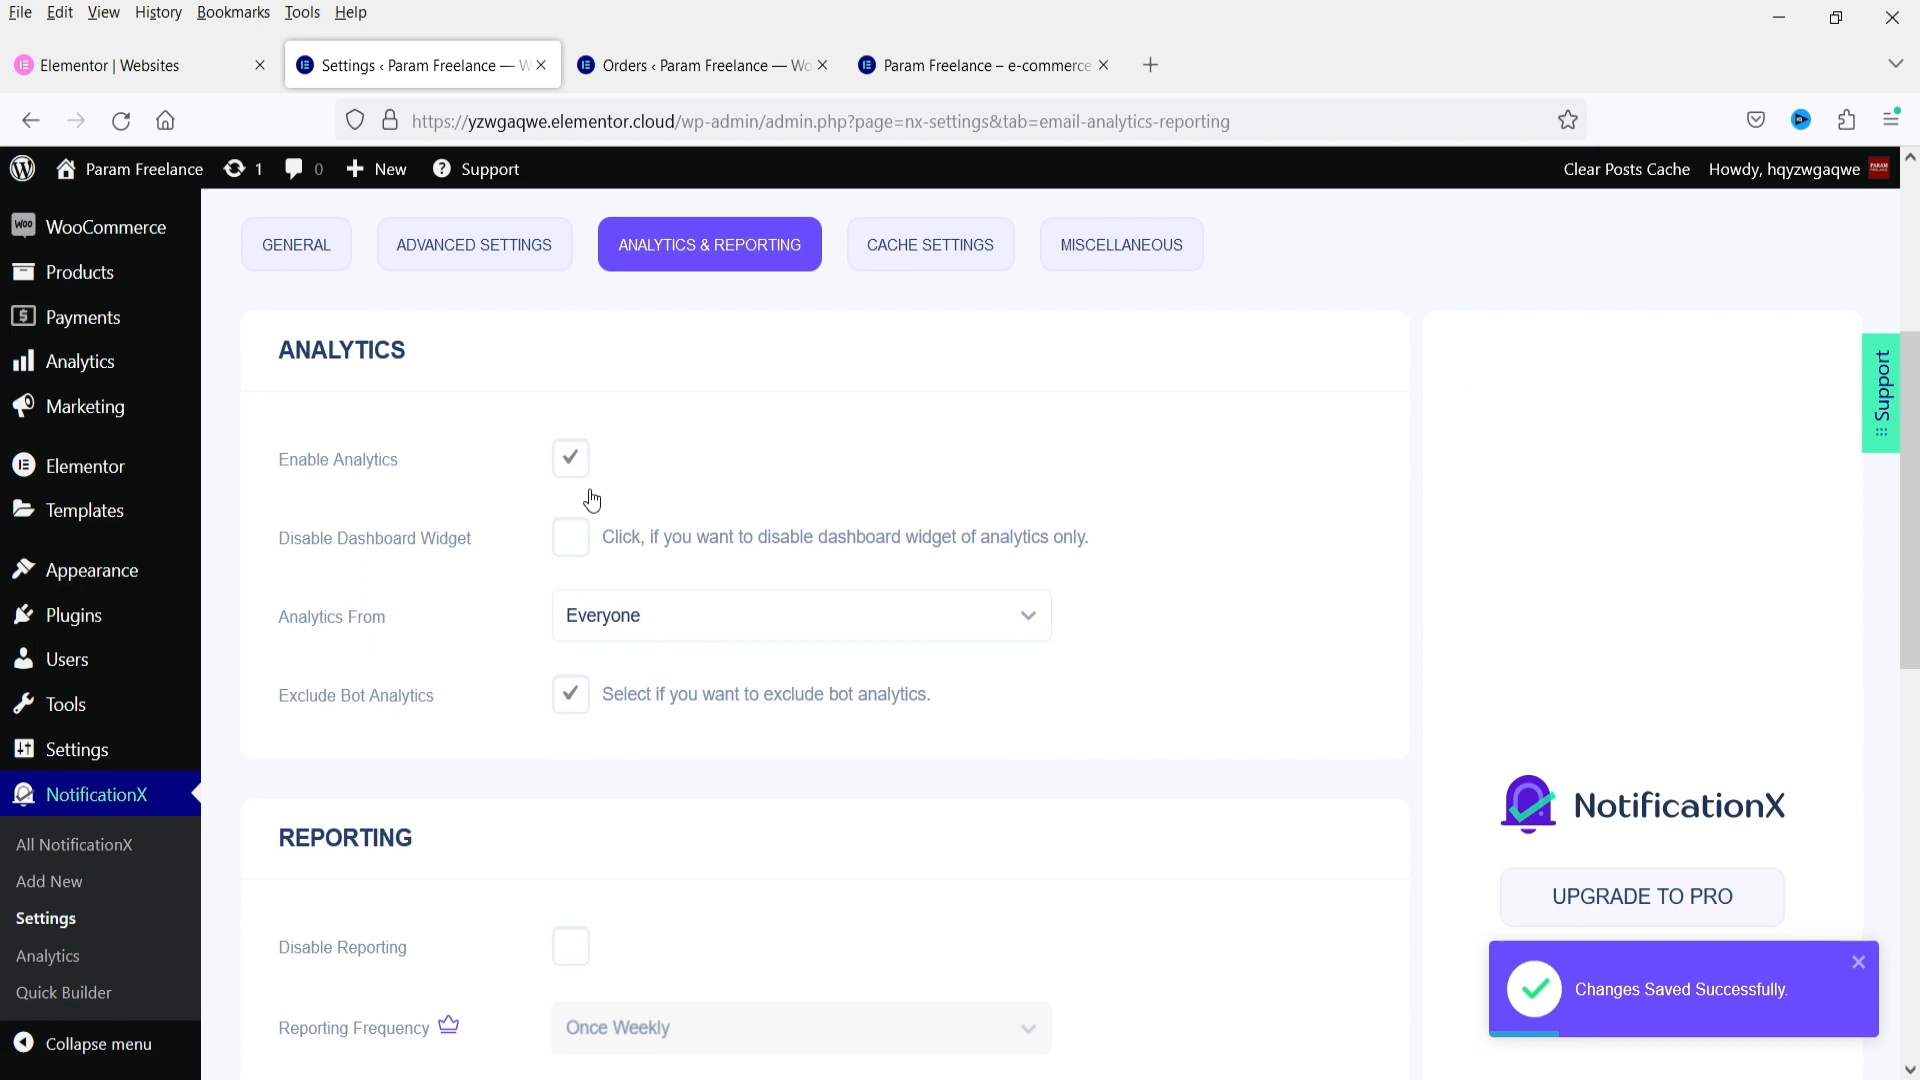 File Edit View History Bookmarks Tools Help
Elementor | Websites
Settings ‹ Param Freelance — W
Orders ‹ Param Freelance — Wo
Param Freelance – e-commerce
https://yzwgaqwe.elementor.cloud/wp-admin/admin.php?page=nx-settings&tab=email-analytics-reporting
Param Freelance 1 0 New Support
Clear Posts Cache Howdy, hqyzwgaqwe
WooCommerce
Products
Payments
Analytics
Marketing
Elementor
Templates
Appearance
Plugins
Users
Tools
Settings
NotificationX
All NotificationX
Add New
Settings
Analytics
Quick Builder
Collapse menu
GENERAL ADVANCED SETTINGS ANALYTICS & REPORTING CACHE SETTINGS MISCELLANEOUS
ANALYTICS
Enable Analytics
Disable Dashboard Widget Click, if you want to disable dashboard widget of analytics only.
Analytics From Everyone
Exclude Bot Analytics Select if you want to exclude bot analytics.
REPORTING
Disable Reporting
Reporting Frequency Once Weekly
Support
NotificationX
UPGRADE TO PRO
Changes Saved Successfully.